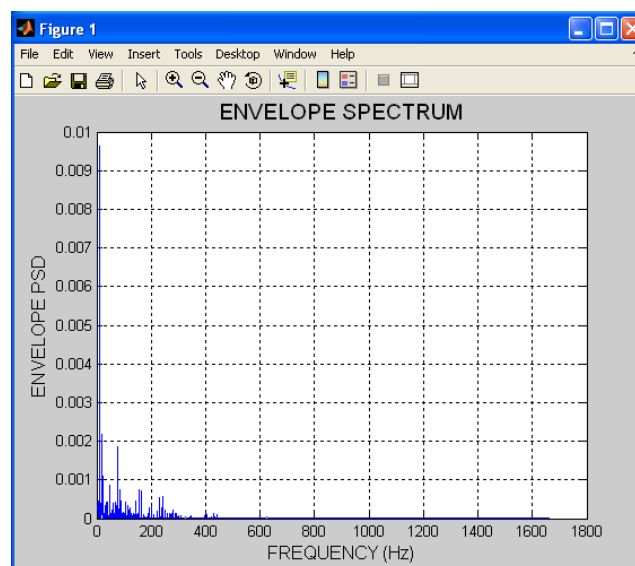 Figure 1
File Edit View Insert Tools Desktop Window Help
ENVELOPE SPECTRUM
0.01
0.009
0.008
0.007
0.006
0.005
0.004
0.003
0.002
0.001
0
ENVELOPE PSD
0 200 400 600 800 1000 1200 1400 1600 1800
FREQUENCY (Hz)